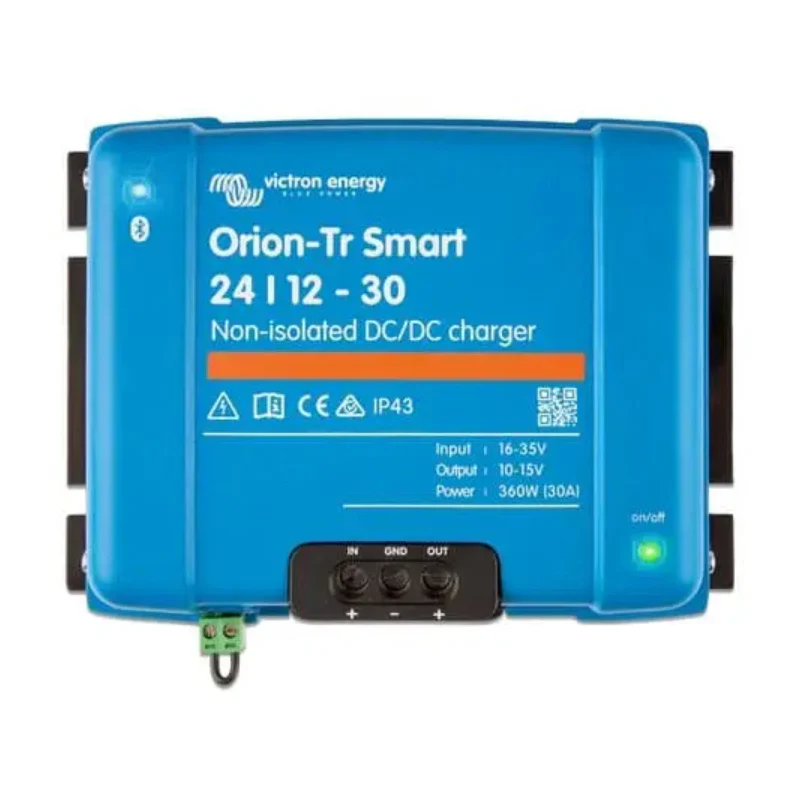 victron energy
BLUE POWER
Orion-Tr Smart
24 | 12 - 30
Non-isolated DC/DC charger
CE IP43
Input : 16-35V
Output : 10-15V
Power : 360W (30A)
on/off
IN GND OUT
+ − +